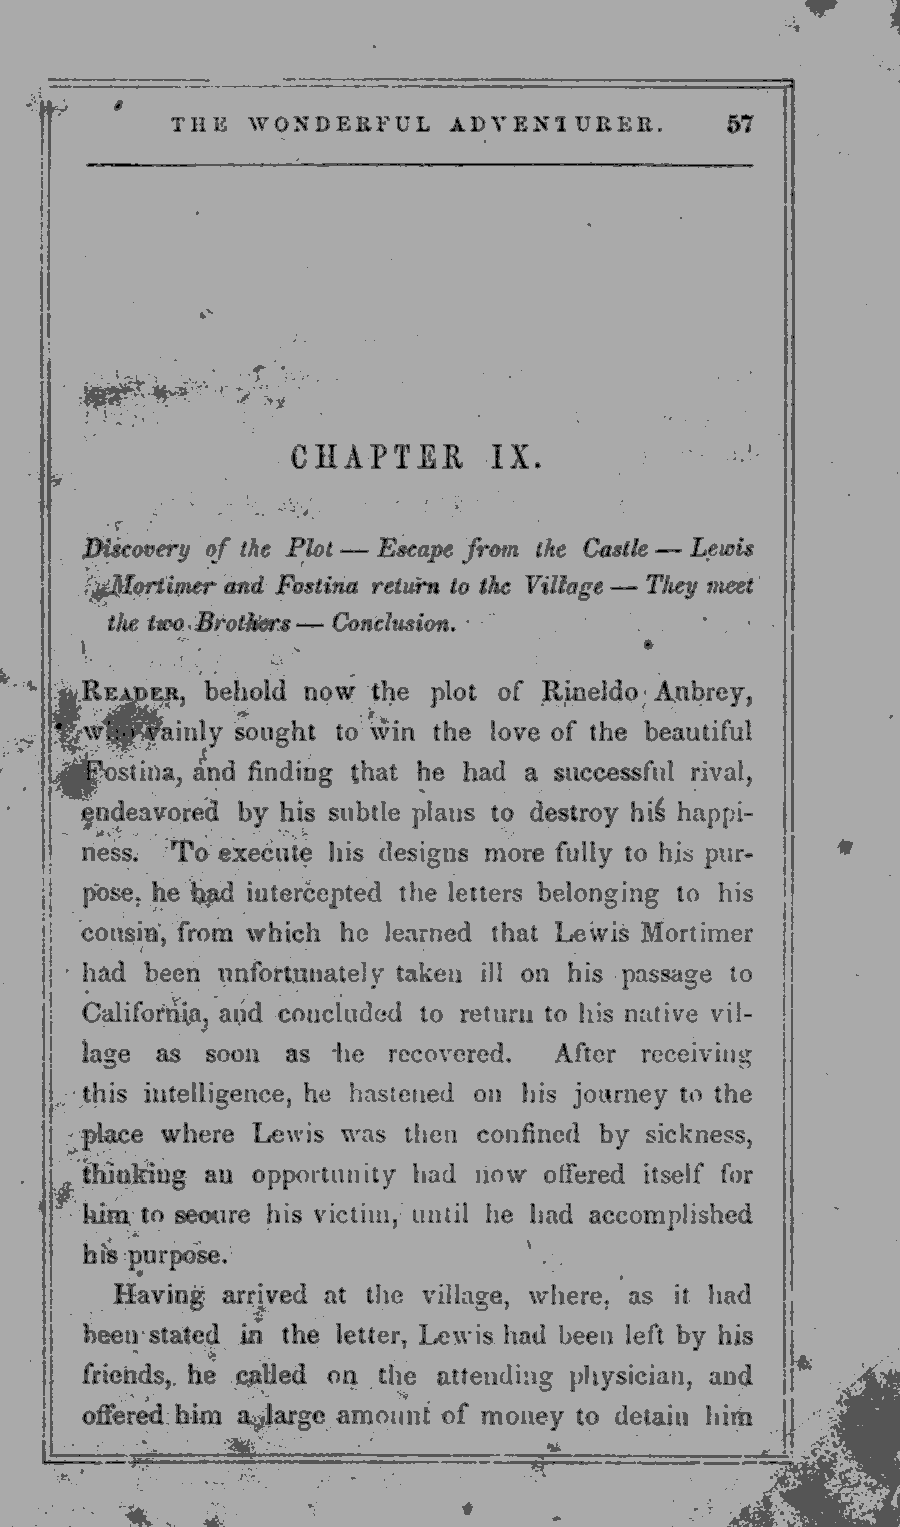 THE WONDERFUL ADVENTURER. 57
CHAPTER IX.
Discovery of the Plot — Escape from the Castle — Lewis
Mortimer and Fostina return to the Village — They meet
the two Brothers — Conclusion.
READER, behold now the plot of Rineldo Aubrey,
who vainly sought to win the love of the beautiful
Fostina, and finding that he had a successful rival,
endeavored by his subtle plans to destroy his happi-
ness. To execute his designs more fully to his pur-
pose, he had intercepted the letters belonging to his
cousin, from which he learned that Lewis Mortimer
had been unfortunately taken ill on his passage to
California, and concluded to return to his native vil-
lage as soon as he recovered. After receiving
this intelligence, he hastened on his journey to the
place where Lewis was then confined by sickness,
thinking an opportunity had now offered itself for
him to secure his victim, until he had accomplished
his purpose.
Having arrived at the village, where, as it had
been stated in the letter, Lewis had been left by his
friends, he called on the attending physician, and
offered him a large amount of money to detain him